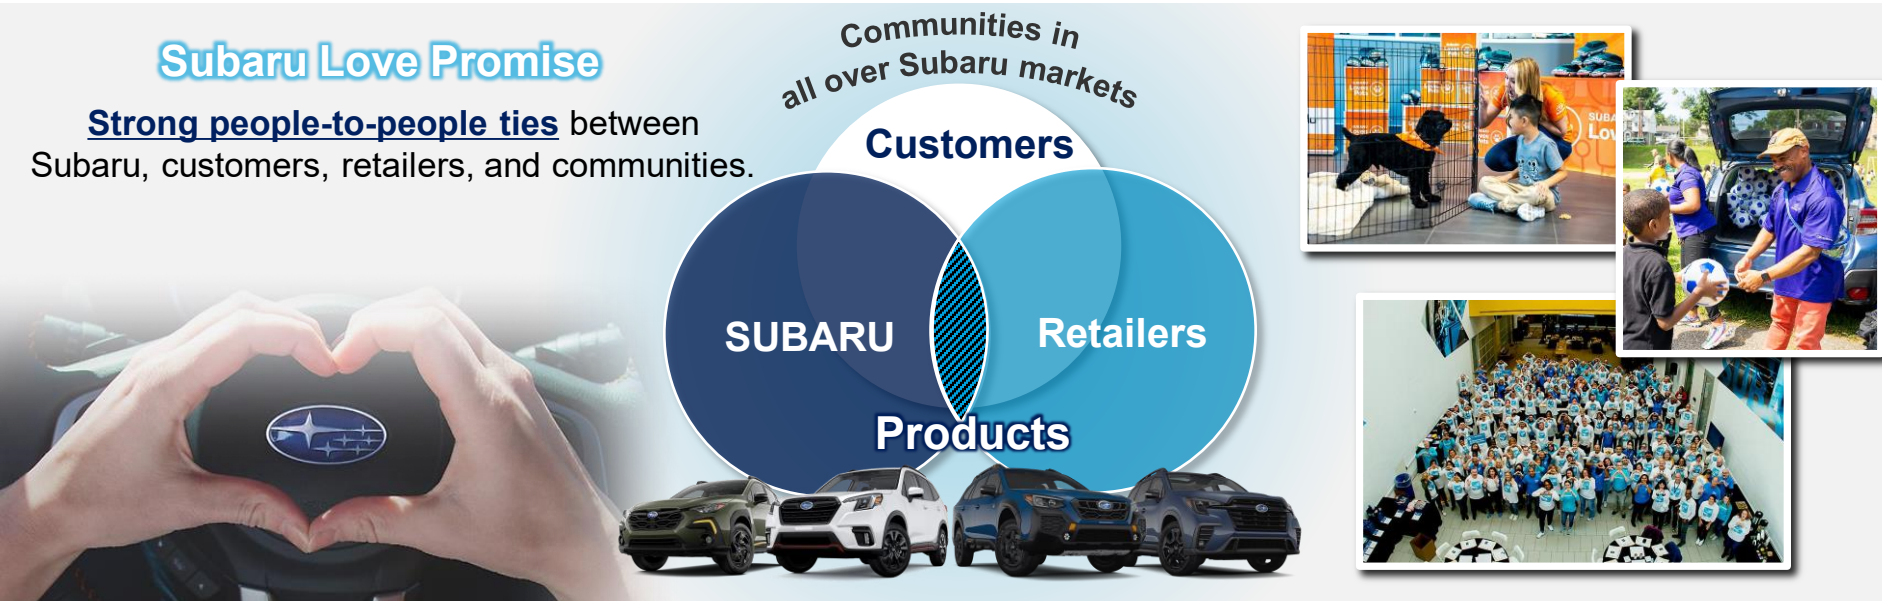 Subaru Love Promise
Strong people-to-people ties between
Subaru, customers, retailers, and communities.
Communities in
all over Subaru markets
Customers
SUBARU
Retailers
Products